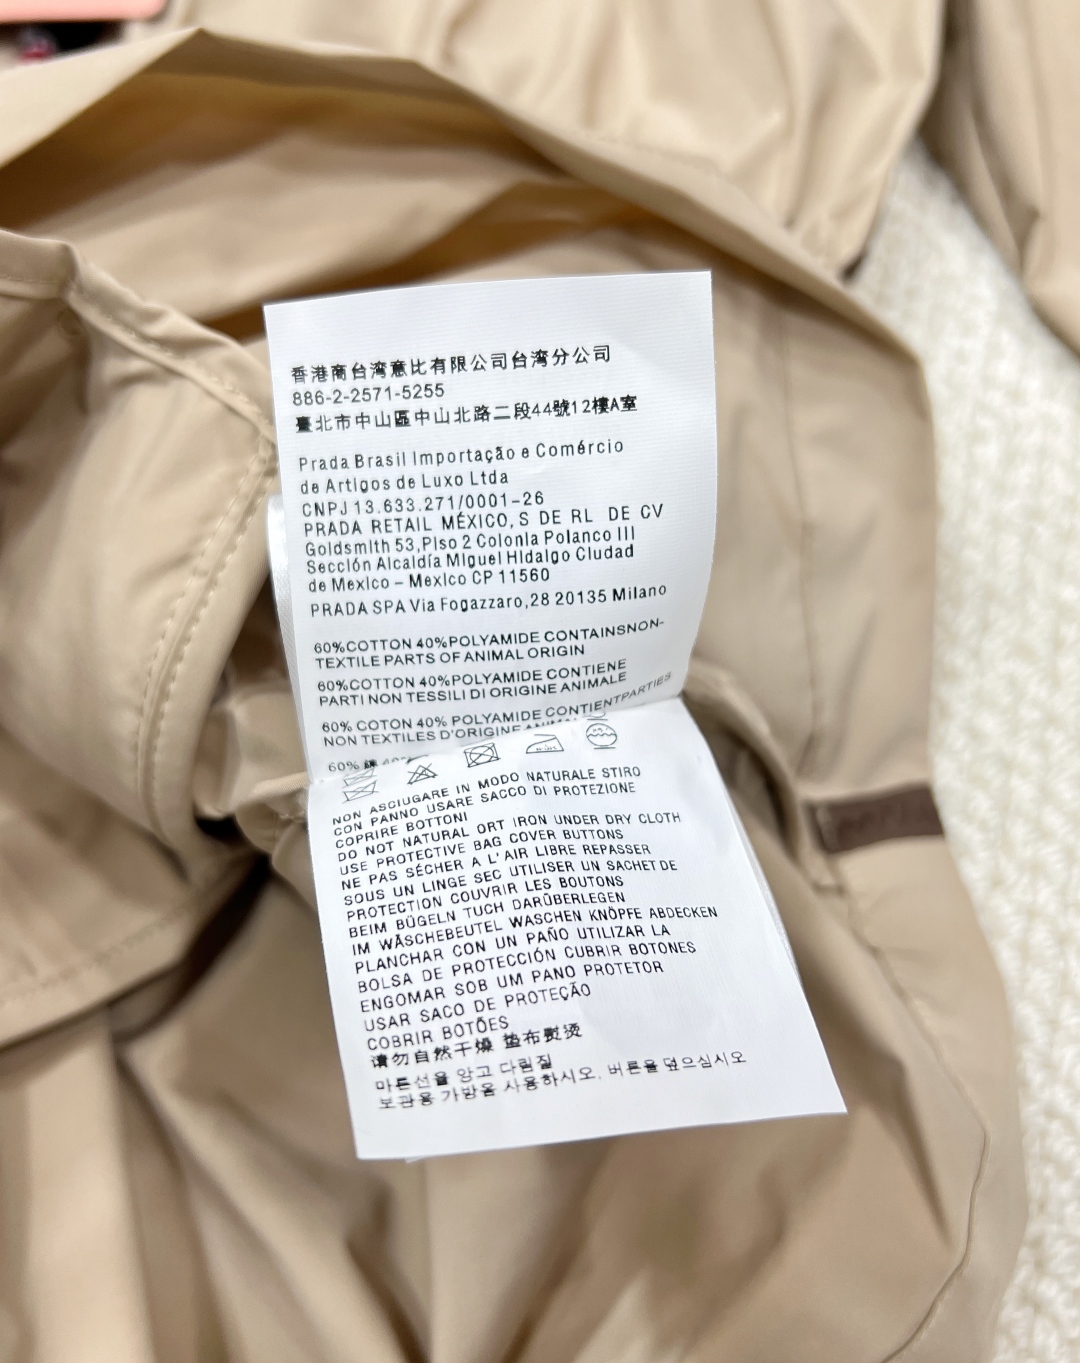 香港商台湾意比有限公司台湾分公司
886-2-2571-5255
臺北市中山區中山北路二段44號12樓A室
Prada Brasil Importação e Comércio
de Artigos de Luxo Ltda
CNPJ 13.633.271/0001-26
PRADA RETAIL MÉXICO, S DE RL DE CV
Goldsmith 53,Piso 2 Colonia Polanco III
Sección Alcaldía Miguel Hidalgo Ciudad
de Mexico - Mexico CP 11560
PRADA SPA Via Fogazzaro,28 20135 Milano
60%COTTON 40%POLYAMIDE CONTAINSNON-
TEXTILE PARTS OF ANIMAL ORIGIN
60%COTTON 40%POLYAMIDE CONTIENE
PARTI NON TESSILI DI ORIGINE ANIMALE
60% COTON 40% POLYAMIDE CONTIENTPARTIES
NON TEXTILES D'ORIGINE
60%
NON ASCIUGARE IN MODO NATURALE STIRO
CON PANNO USARE SACCO DI PROTEZIONE
COPRIRE BOTTONI
DO NOT NATURAL ORT IRON UNDER DRY CLOTH
USE PROTECTIVE BAG COVER BUTTONS
NE PAS SÉCHER A L'AIR LIBRE REPASSER
SOUS UN LINGE SEC UTILISER UN SACHET DE
PROTECTION COUVRIR LES BOUTONS
BEIM BÜGELN TUCH DARÜBERLEGEN
IM WÅSCHEBEUTEL WASCHEN KNÖPFE ABDECKEN
PLANCHAR CON UN PAÑO UTILIZAR LA
BOLSA DE PROTECCIÓN CUBRIR BOTONES
ENGOMAR SOB UM PANO PROTETOR
USAR SACO DE PROTEÇÃO
COBRIR BOTÕES
请勿自然干燥 垫布熨烫
마른선을 앙고 다림질
보관용 가방을 사용하시오. 버튼을 덮으십시오